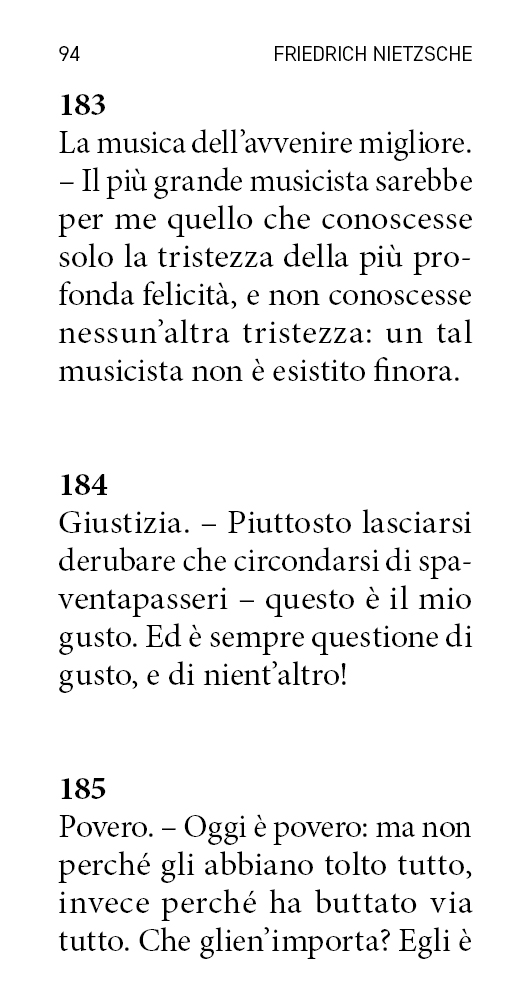 94 FRIEDRICH NIETZSCHE
183
La musica dell’avvenire migliore.
– Il più grande musicista sarebbe
per me quello che conoscesse
solo la tristezza della più pro-
fonda felicità, e non conoscesse
nessun’altra tristezza: un tal
musicista non è esistito finora.
184
Giustizia. – Piuttosto lasciarsi
derubare che circondarsi di spa-
ventapasseri – questo è il mio
gusto. Ed è sempre questione di
gusto, e di nient’altro!
185
Povero. – Oggi è povero: ma non
perché gli abbiano tolto tutto,
invece perché ha buttato via
tutto. Che glien’importa? Egli è